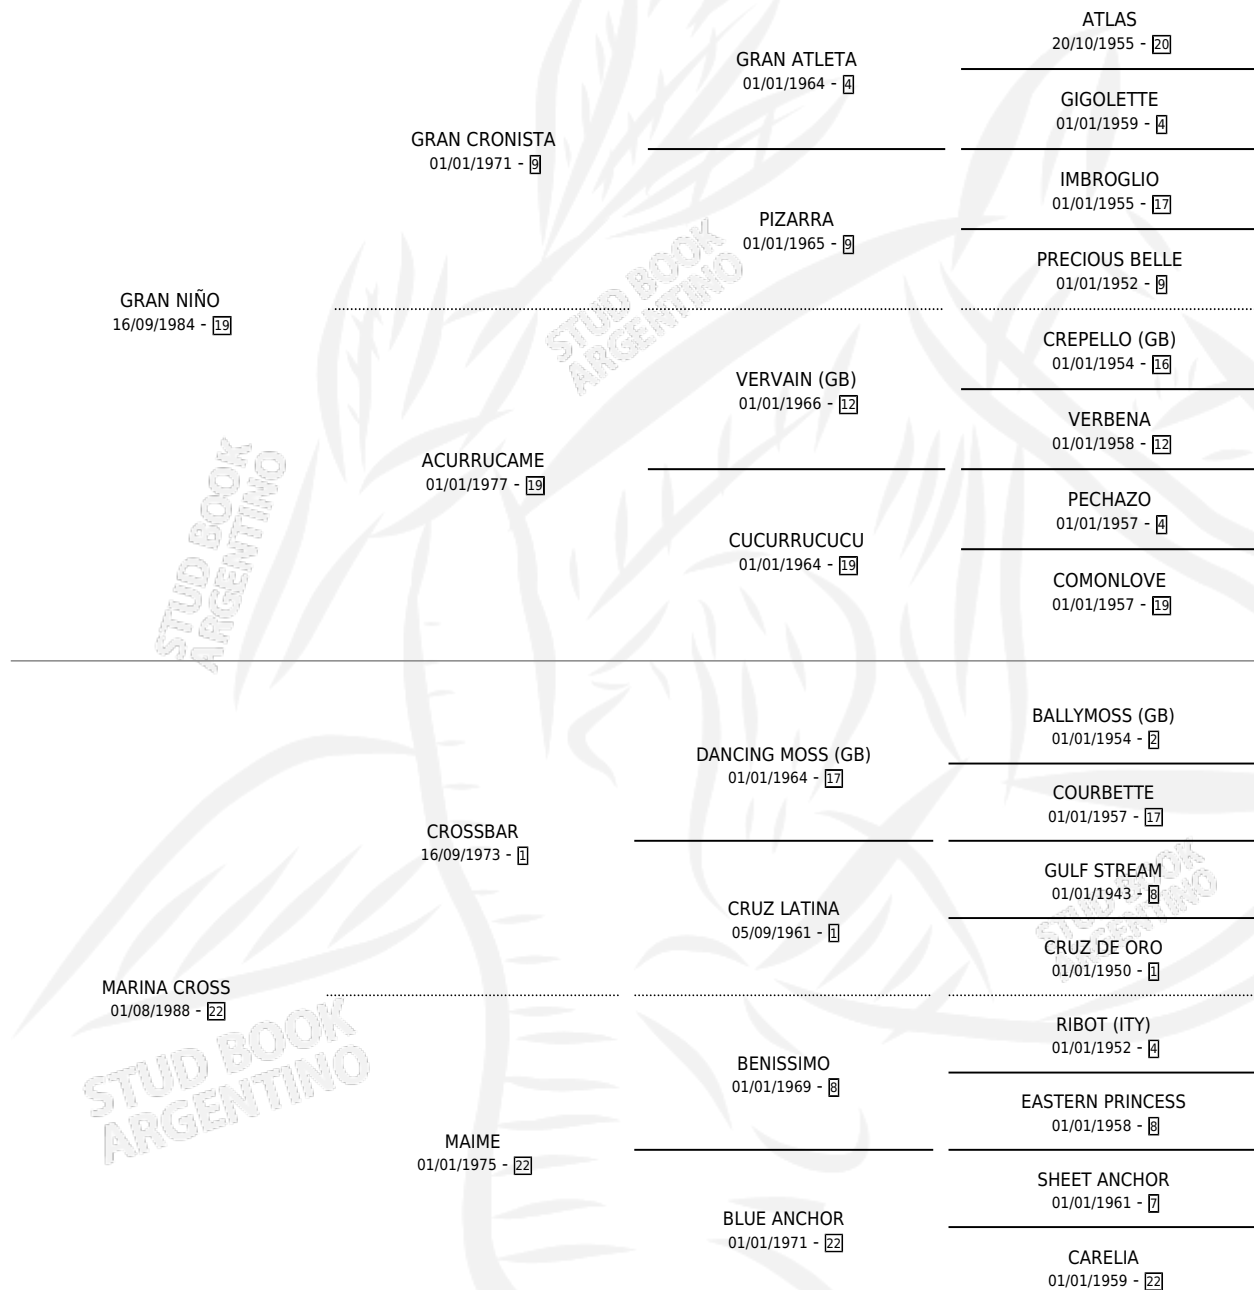 ATLAS
20/10/1955 - 20
GRAN ATLETA
01/01/1964 - 4
GIGOLETTE
01/01/1959 - 4
GRAN CRONISTA
01/01/1971 - 9
IMBROGLIO
01/01/1955 - 17
PIZARRA
01/01/1965 - 9
PRECIOUS BELLE
01/01/1952 - 9
GRAN NIÑO
16/09/1984 - 19
STUD BOOK
ARGENTINO
CREPELLO (GB)
01/01/1954 - 16
VERVAIN (GB)
01/01/1966 - 12
VERBENA
01/01/1958 - 12
ACURRUCAME
01/01/1977 - 19
PECHAZO
01/01/1957 - 4
CUCURRUCUCU
01/01/1964 - 19
COMONLOVE
01/01/1957 - 19
STUD BOOK
ARGENTINO
BALLYMOSS (GB)
01/01/1954 - 2
DANCING MOSS (GB)
01/01/1964 - 17
COURBETTE
01/01/1957 - 17
CROSSBAR
16/09/1973 - 1
GULF STREAM
01/01/1943 - 8
CRUZ LATINA
05/09/1961 - 1
CRUZ DE ORO
01/01/1950 - 1
STUD BOOK
ARGENTINO
MARINA CROSS
01/08/1988 - 22
STUD BOOK
ARGENTINO
RIBOT (ITY)
01/01/1952 - 4
BENISSIMO
01/01/1969 - 8
EASTERN PRINCESS
01/01/1958 - 8
MAIME
01/01/1975 - 22
SHEET ANCHOR
01/01/1961 - 7
BLUE ANCHOR
01/01/1971 - 22
CARELIA
01/01/1959 - 22